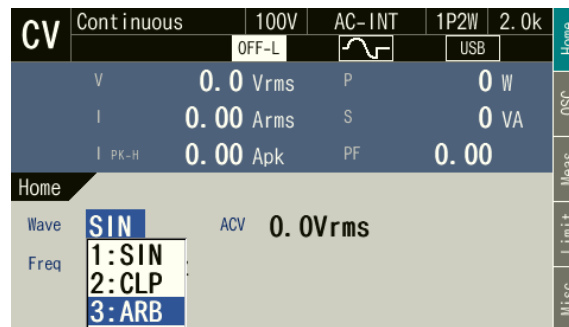 CV Continuous 100V AC-INT 1P2W 2.0k
OFF-L USB
V 0.0 Vrms P 0 W
I 0.00 Arms S 0 VA
I PK-H 0.00 Apk PF 0.00
Home
Wave SIN ACV 0.0Vrms
Freq
1:SIN
2:CLP
3:ARB
Home
OSC
Meas
Limit
Misc